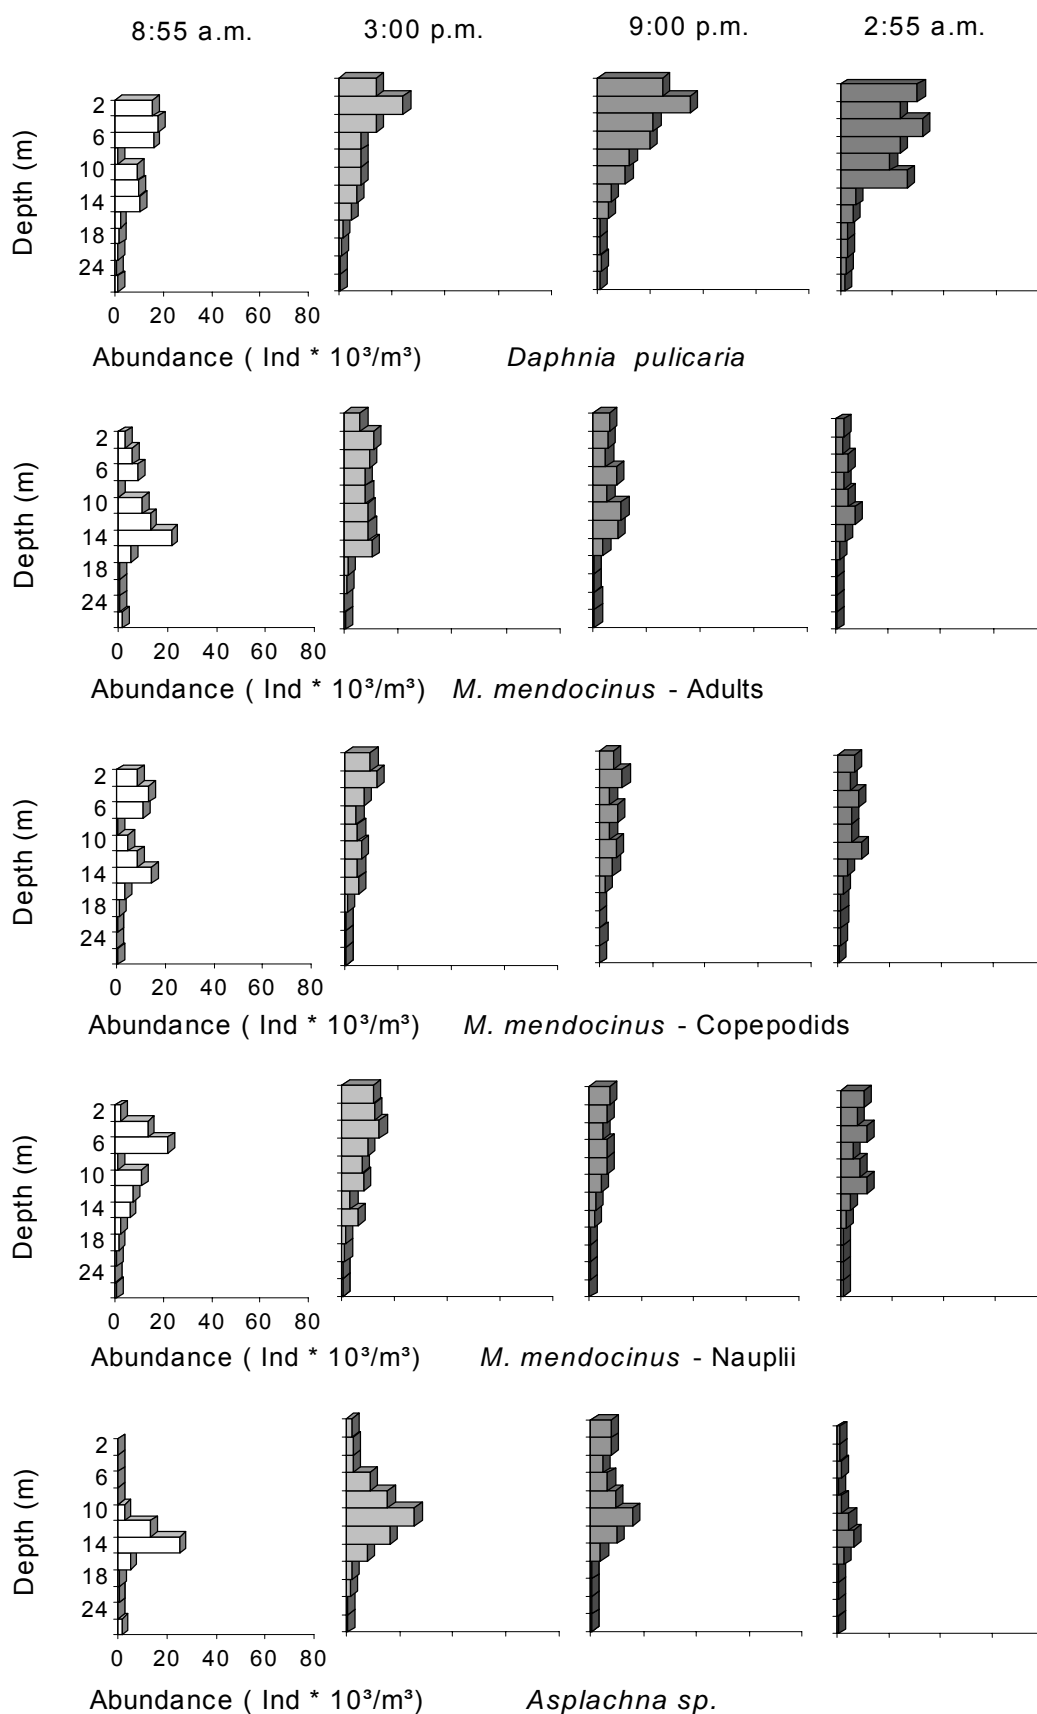 8:55 a.m. 3:00 p.m. 9:00 p.m. 2:55 a.m.
Depth (m)
2
6
10
14
18
24
0 20 40 60 80
Abundance ( Ind * 10³/m³) Daphnia pulicaria
Depth (m)
2
6
10
14
18
24
0 20 40 60 80
Abundance ( Ind * 10³/m³) M. mendocinus - Adults
Depth (m)
2
6
10
14
18
24
0 20 40 60 80
Abundance ( Ind * 10³/m³) M. mendocinus - Copepodids
Depth (m)
2
6
10
14
18
24
0 20 40 60 80
Abundance ( Ind * 10³/m³) M. mendocinus - Nauplii
Depth (m)
2
6
10
14
18
24
0 20 40 60 80
Abundance ( Ind * 10³/m³) Asplachna sp.